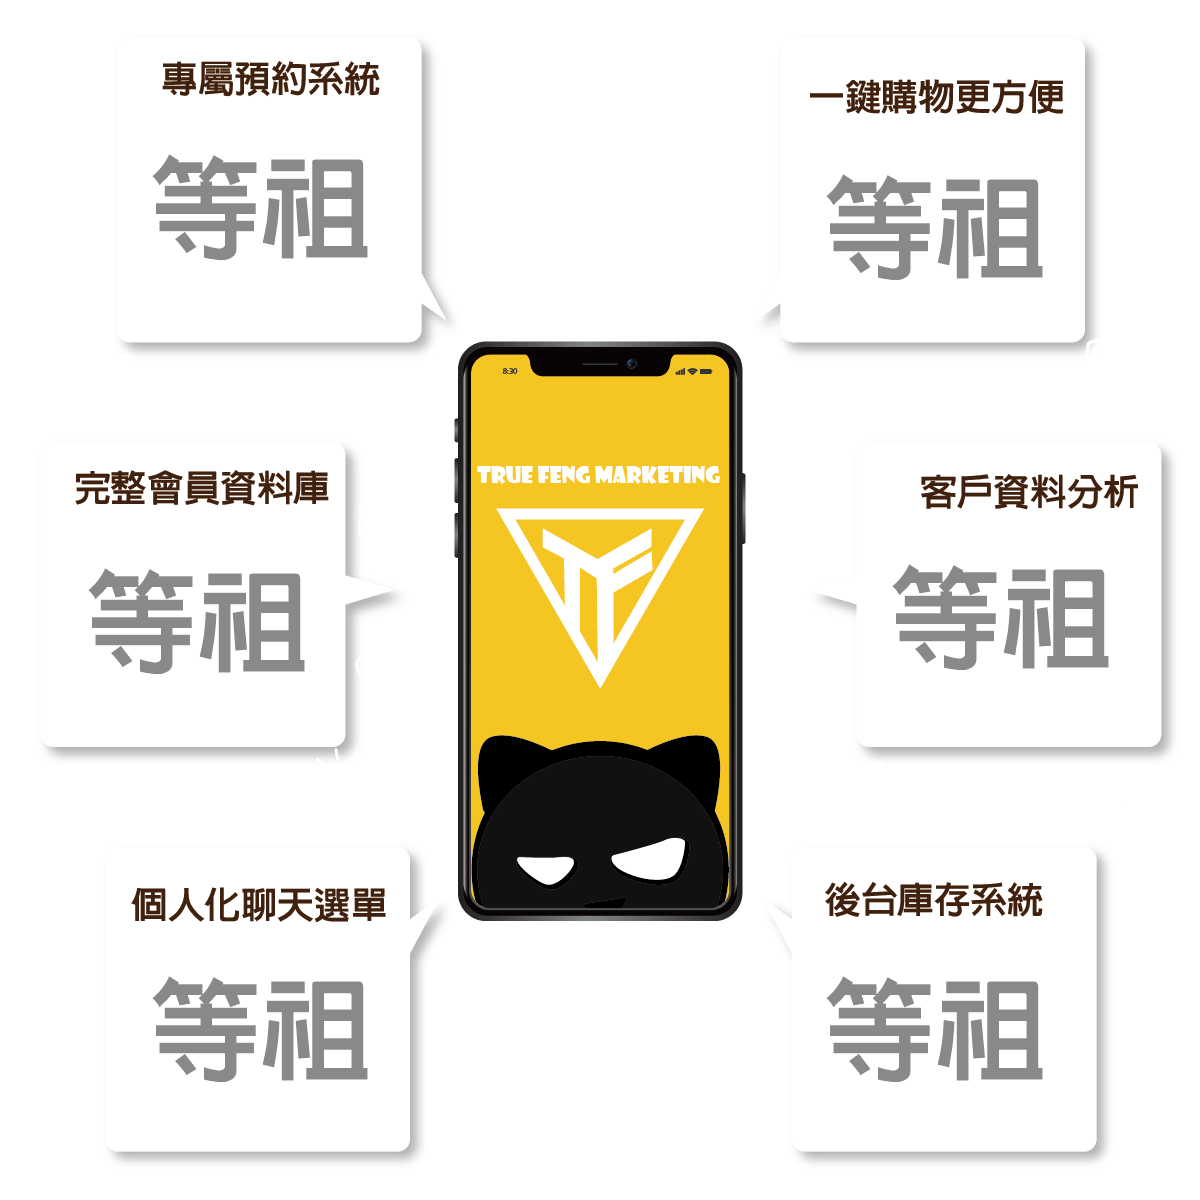 專屬預約系統
等祖
一鍵購物更方便
等祖
8:30
TRUE FENG MARKETING
TF
完整會員資料庫
等祖
客戶資料分析
等祖
個人化聊天選單
等祖
後台庫存系統
等祖